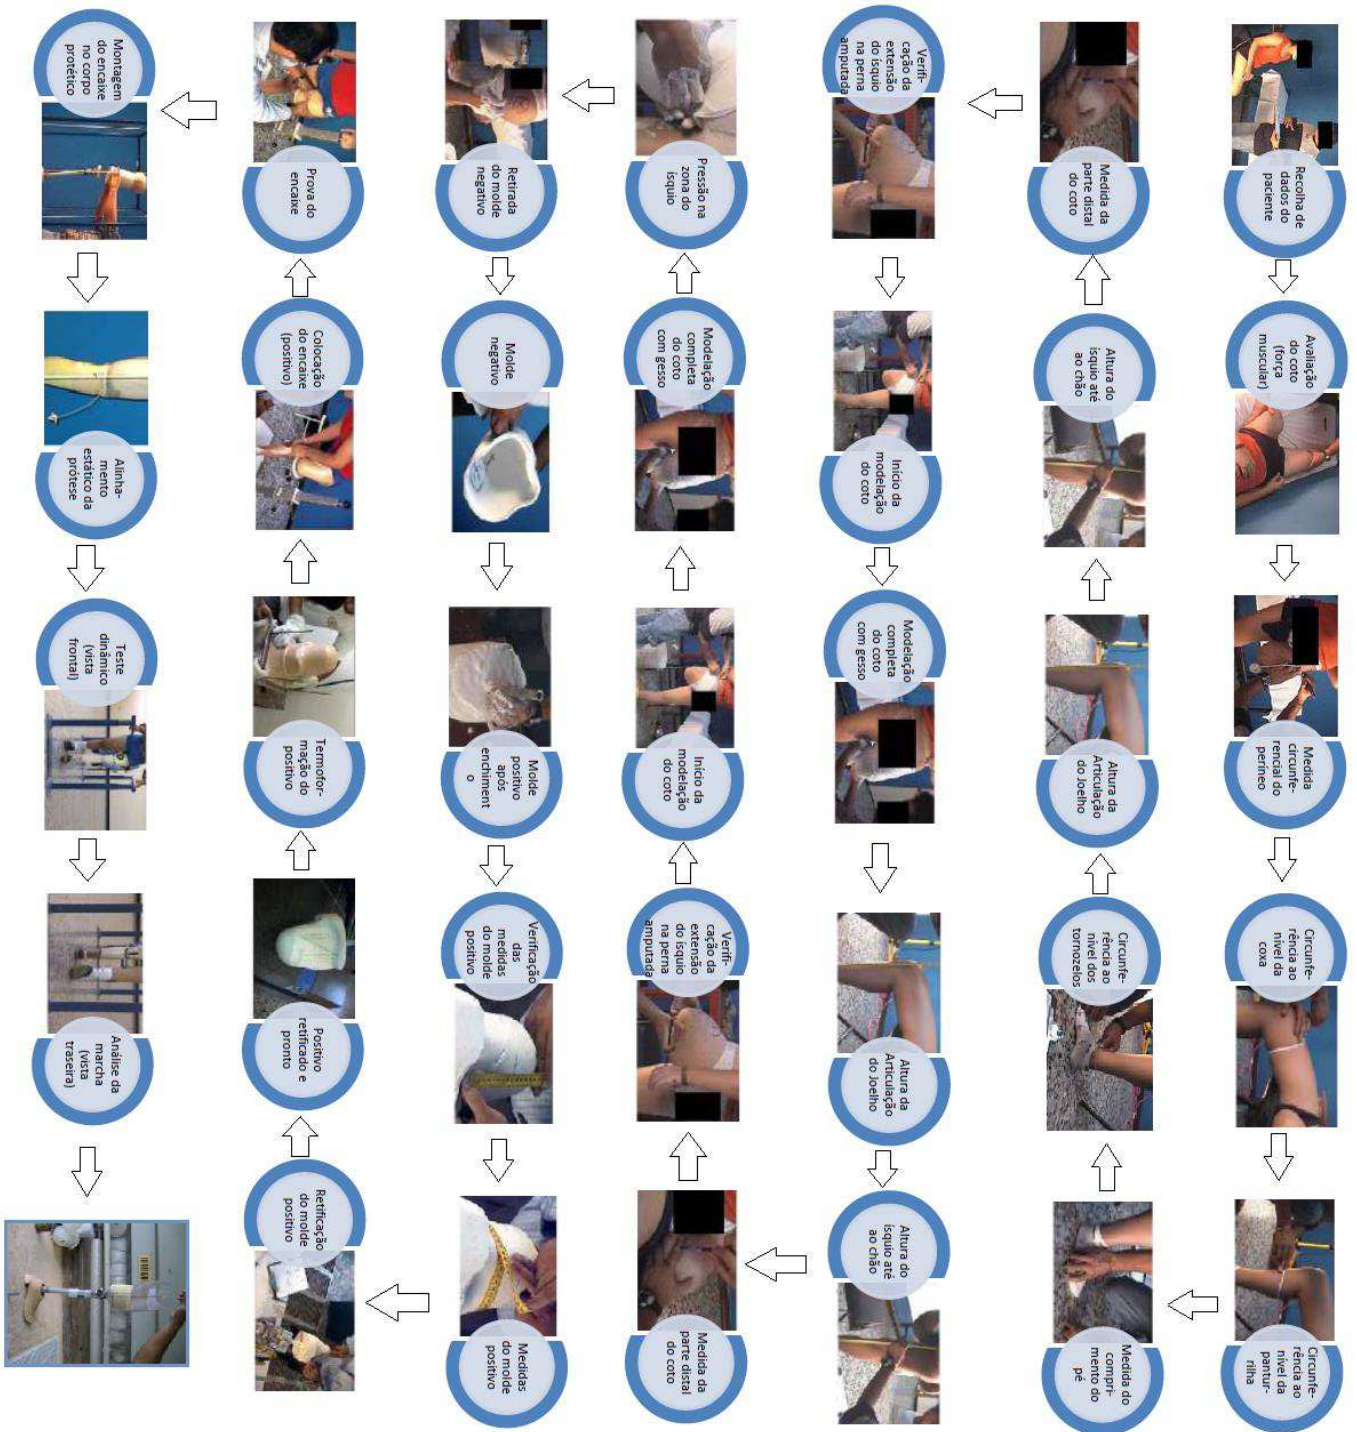 Recolha de
dados do
paciente
Avaliação
do coto
(força
muscular)
Medida
circunfe-
rencial do
períneo
Circunfe-
rência ao
nível da
coxa
Circunfe-
rência ao
nível da
pantur-
rilha
Medida do
compri-
mento do
pé
Circunfe-
rência ao
nível dos
tornozelos
Altura da
Articulação
do Joelho
Altura do
ísquio até
ao chão
Medida da
parte distal
do coto
Verifi-
cação da
extensão
do ísquio
na perna
amputada
Início da
modelação
do coto
Modelação
completa
do coto
com gesso
Altura da
Articulação
do Joelho
Altura do
ísquio até
ao chão
Medida da
parte distal
do coto
Verifi-
cação da
extensão
do ísquio
na perna
amputada
Início da
modelação
do coto
Modelação
completa
do coto
com gesso
Pressão na
zona do
ísquio
Retirada
do molde
negativo
Molde
negativo
Molde
positivo
após
enchiment
o
Verificação
das
medidas
do molde
positivo
Medidas
do molde
positivo
Retificação
do molde
positivo
Positivo
retificado e
pronto
Termofor-
mação do
positivo
Colocação
do encaixe
(positivo)
Prova do
encaixe
Montagem
do encaixe
no corpo
protético
Alinha-
mento
estático da
prótese
Teste
dinâmico
(vista
frontal)
Análise da
marcha
(vista
traseira)